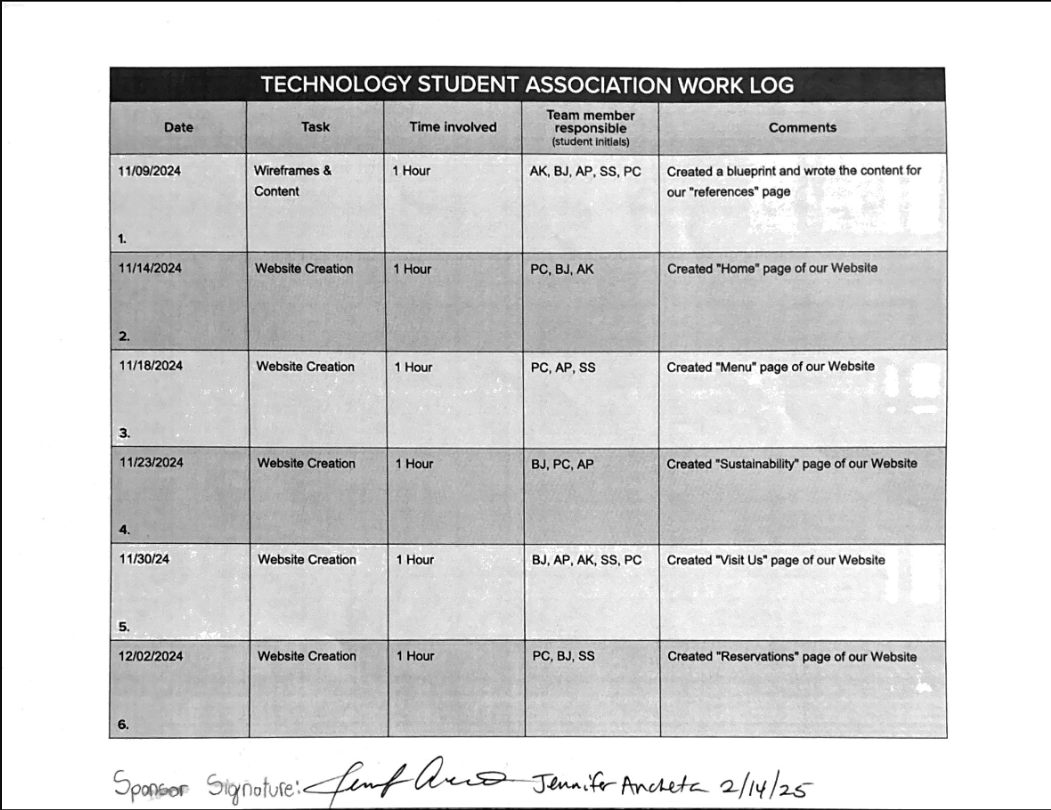 TECHNOLOGY STUDENT ASSOCIATION WORK LOG
Date Task Time involved Team member responsible (student initials) Comments
11/09/2024 Wireframes & Content 1 Hour AK, BJ, AP, SS, PC Created a blueprint and wrote the content for our "references" page
1.
11/14/2024 Website Creation 1 Hour PC, BJ, AK Created "Home" page of our Website
2.
11/18/2024 Website Creation 1 Hour PC, AP, SS Created "Menu" page of our Website
3.
11/23/2024 Website Creation 1 Hour BJ, PC, AP Created "Sustainability" page of our Website
4.
11/30/24 Website Creation 1 Hour BJ, AP, AK, SS, PC Created "Visit Us" page of our Website
5.
12/02/2024 Website Creation 1 Hour PC, BJ, SS Created "Reservations" page of our Website
6.
Sponsor Signature: Jennifer Ancheta 2/14/25